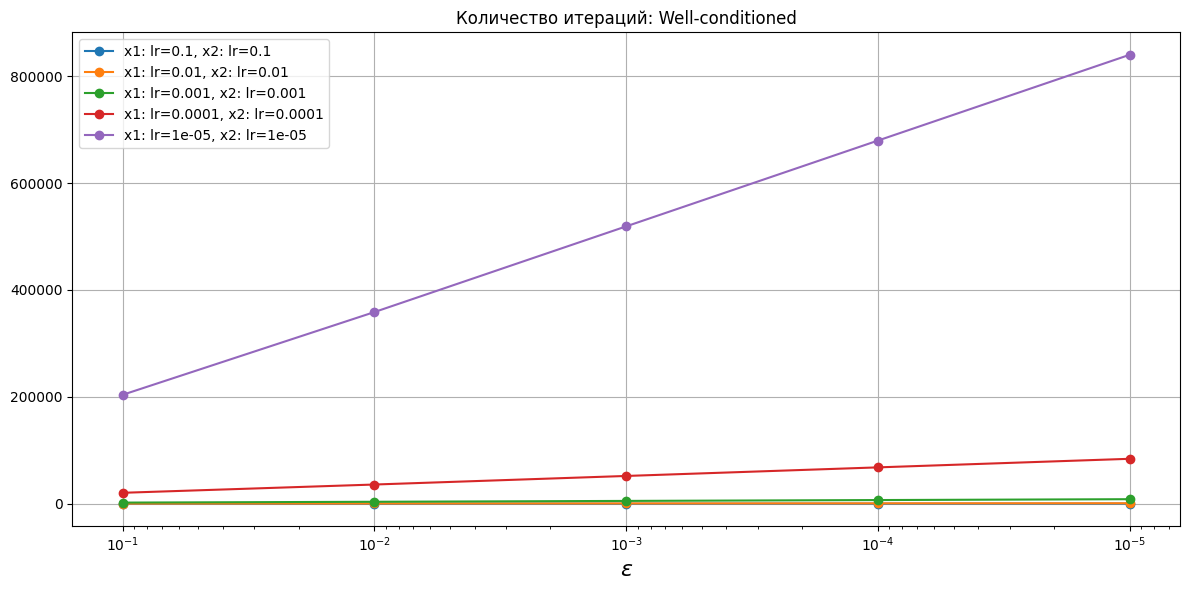 Количество итераций: Well-conditioned
x1: lr=0.1, x2: lr=0.1
x1: lr=0.01, x2: lr=0.01
x1: lr=0.001, x2: lr=0.001
x1: lr=0.0001, x2: lr=0.0001
x1: lr=1e-05, x2: lr=1e-05
800000
600000
400000
200000
0
10⁻¹ 10⁻² 10⁻³ 10⁻⁴ 10⁻⁵
ε